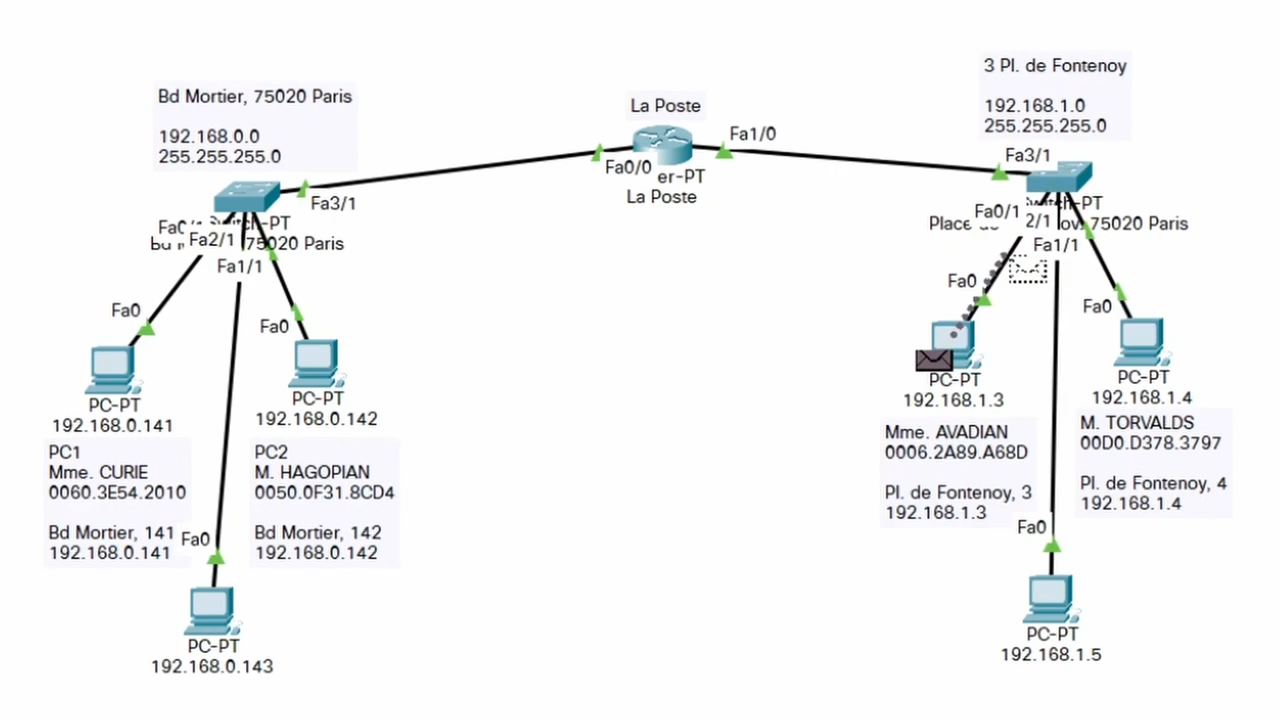 Bd Mortier, 75020 Paris
192.168.0.0
255.255.255.0
La Poste
3 Pl. de Fontenoy
192.168.1.0
255.255.255.0
Fa0/0
Fa1/0
er-PT
La Poste
Fa3/1
Fa2/1
Fa1/1
75020 Paris
Fa3/1
Fa0/1
2/1
Fa1/1
75020 Paris
Fa0
Fa0
PC-PT
192.168.0.141
PC-PT
192.168.0.142
PC1
Mme. CURIE
0060.3E54.2010
Bd Mortier, 141
192.168.0.141
PC2
M. HAGOPIAN
0050.0F31.8CD4
Bd Mortier, 142
192.168.0.142
Fa0
PC-PT
192.168.0.143
Fa0
Fa0
PC-PT
192.168.1.3
PC-PT
192.168.1.4
Mme. AVADIAN
0006.2A89.A68D
Pl. de Fontenoy, 3
192.168.1.3
M. TORVALDS
00D0.D378.3797
Pl. de Fontenoy, 4
192.168.1.4
Fa0
PC-PT
192.168.1.5